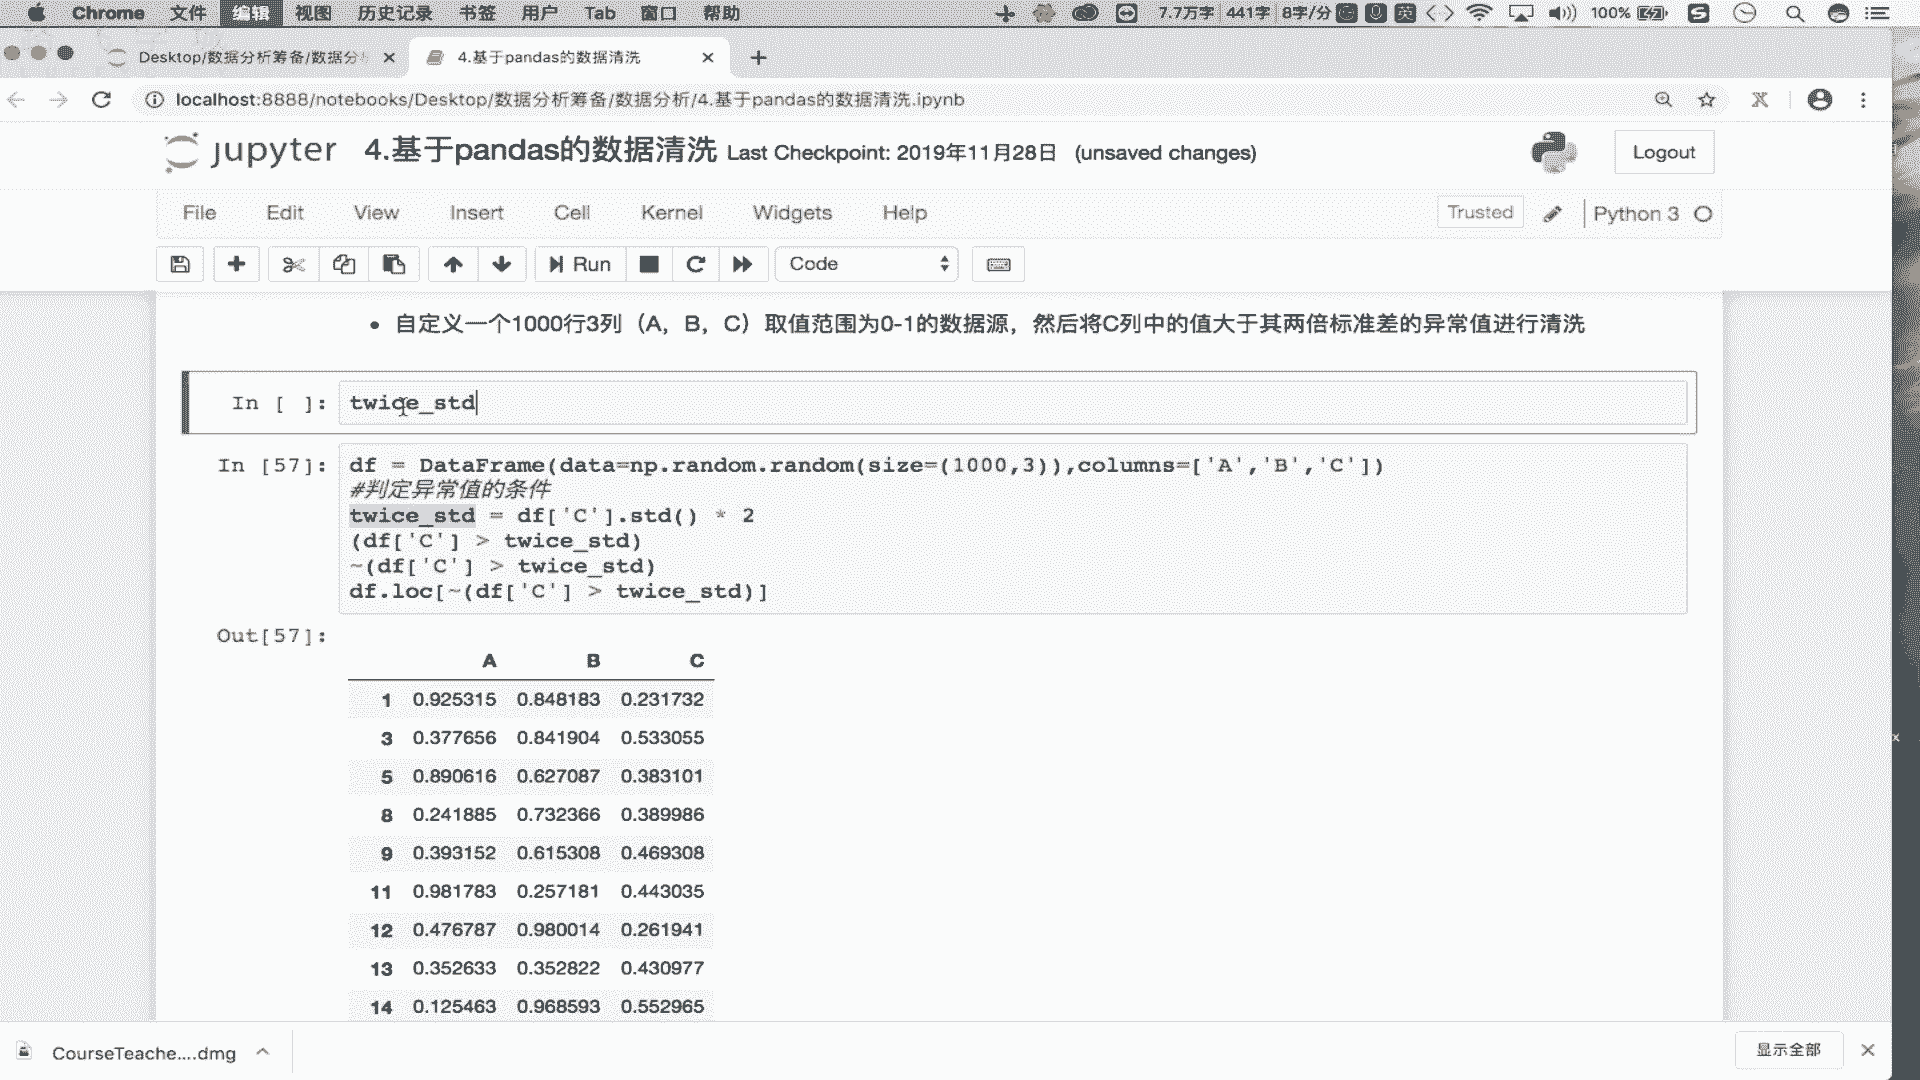 Chrome 文件 编辑 视图 历史记录 书签 用户 Tab 窗口 帮助 7.7万字 441字 8字/分 英 100%
Desktop/数据分析筹备/数据分 4.基于pandas的数据清洗
localhost:8888/notebooks/Desktop/数据分析筹备/数据分析/4.基于pandas的数据清洗.ipynb
jupyter 4.基于pandas的数据清洗 Last Checkpoint: 2019年11月28日 (unsaved changes) Logout
File Edit View Insert Cell Kernel Widgets Help Trusted Python 3
Run Code
• 自定义一个1000行3列（A，B，C）取值范围为0-1的数据源，然后将C列中的值大于其两倍标准差的异常值进行清洗
In [ ]: twice_std
In [57]: df = DataFrame(data=np.random.random(size=(1000,3)),columns=['A','B','C'])
#判定异常值的条件
twice_std = df['C'].std() * 2
(df['C'] > twice_std)
~(df['C'] > twice_std)
df.loc[~(df['C'] > twice_std)]
Out[57]:
A B C
1 0.925315 0.848183 0.231732
3 0.377656 0.841904 0.533055
5 0.890616 0.627087 0.383101
8 0.241885 0.732366 0.389986
9 0.393152 0.615308 0.469308
11 0.981783 0.257181 0.443035
12 0.476787 0.980014 0.261941
13 0.352633 0.352822 0.430977
14 0.125463 0.968593 0.552965
CourseTeache....dmg 显示全部